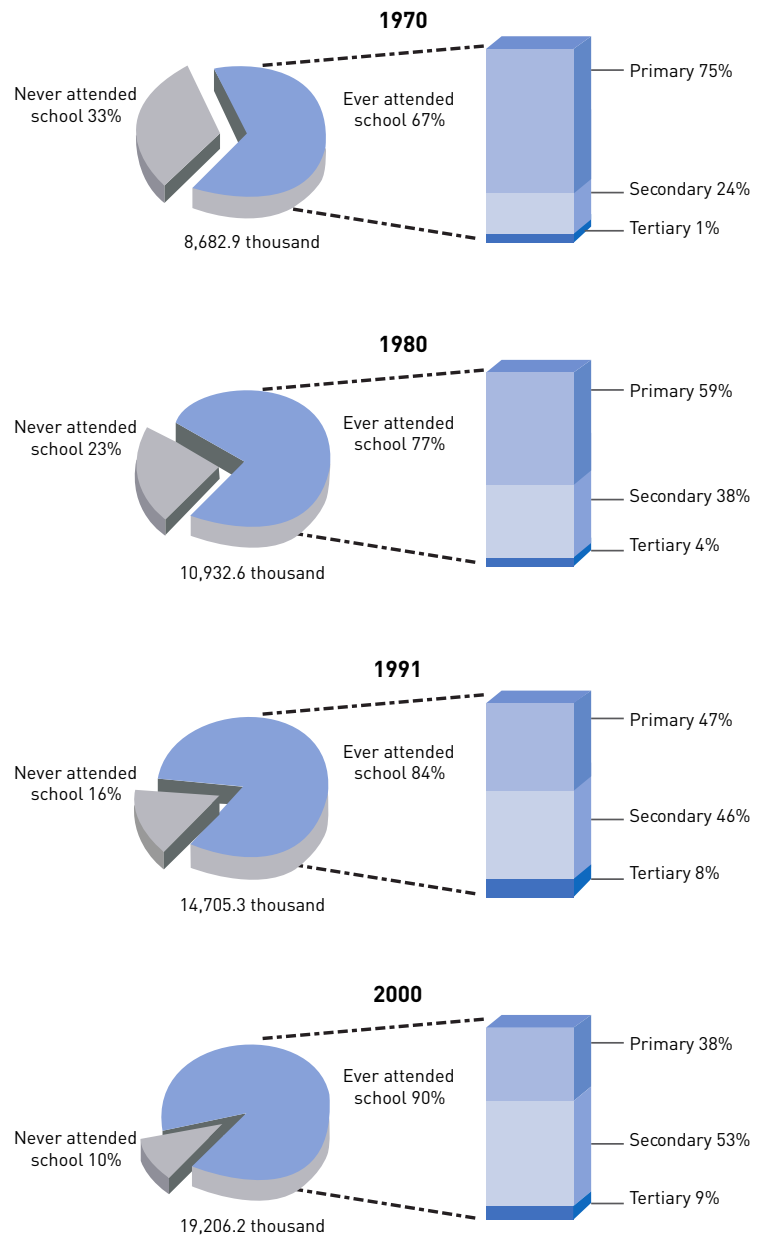 1970
Never attended
school 33%
Ever attended
school 67%
8,682.9 thousand
Primary 75%
Secondary 24%
Tertiary 1%
1980
Never attended
school 23%
Ever attended
school 77%
10,932.6 thousand
Primary 59%
Secondary 38%
Tertiary 4%
1991
Never attended
school 16%
Ever attended
school 84%
14,705.3 thousand
Primary 47%
Secondary 46%
Tertiary 8%
2000
Never attended
school 10%
Ever attended
school 90%
19,206.2 thousand
Primary 38%
Secondary 53%
Tertiary 9%